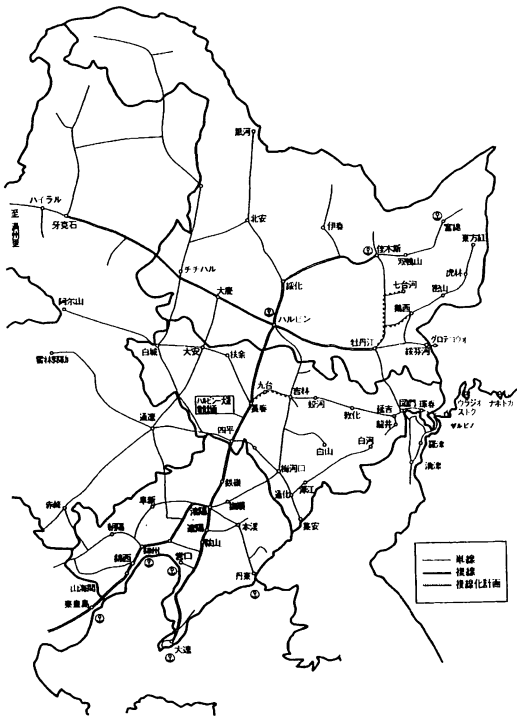 銀河
ハイラル
牙克石
北安
伊春
富錦
佳木斯
双鴨山
東方紅
チチハル
綏化
七台河
虎林
密山
大慶
鶏西
阿尔山
ハルビン
牡丹江
綏芬河
グロデコウオ
白城
大安
扶余
九台
吉林
蛟河
敦化
延吉
図們
琿春
ウラジオ
ストク
ナホトカ
ザルビノ
長春
龍井
羅津
清津
通遼
四平
白山
白河
梅河口
鉄嶺
通化
渾江
集安
赤峰
阜新
瀋陽
撫順
朝陽
遼陽
本渓
鞍山
錦州
錦西
営口
丹東
山海関
秦皇島
大連
単線
複線
複線化計画